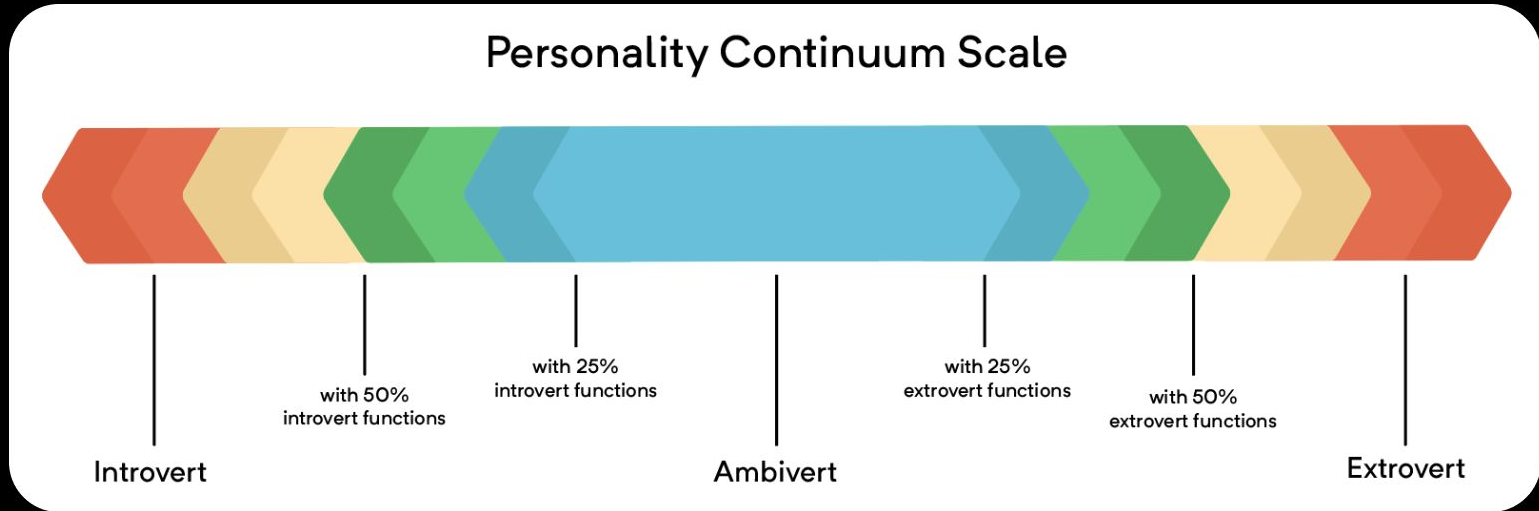 Personality Continuum Scale
with 25%
introvert functions
with 25%
extrovert functions
with 50%
introvert functions
with 50%
extrovert functions
Introvert
Ambivert
Extrovert